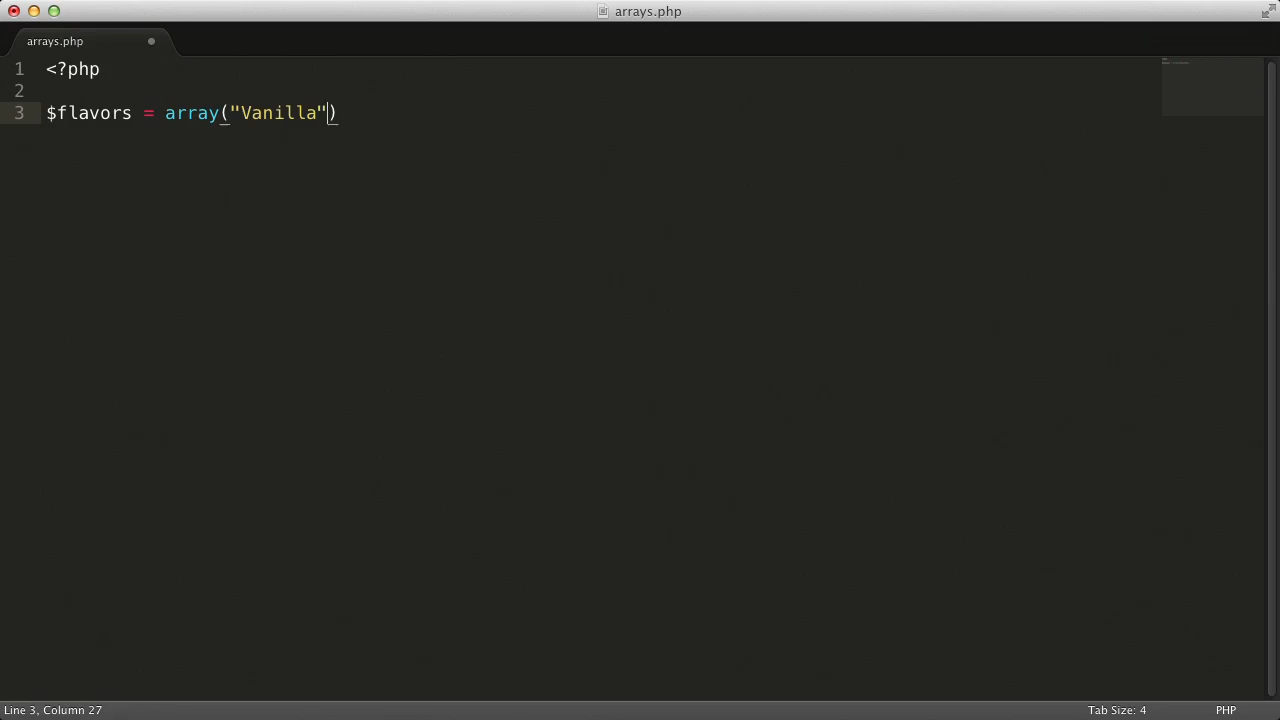 arrays.php
arrays.php
1 <?php
2
3 $flavors = array("Vanilla")
Line 3, Column 27 Tab Size: 4 PHP